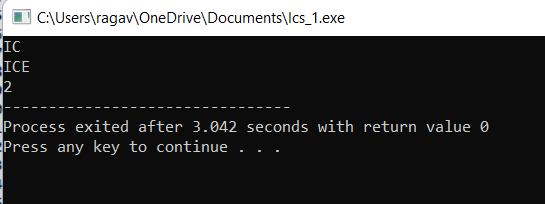 C:\Users\ragav\OneDrive\Documents\lcs_1.exe
IC
ICE
2
--------------------------------
Process exited after 3.042 seconds with return value 0
Press any key to continue . . .